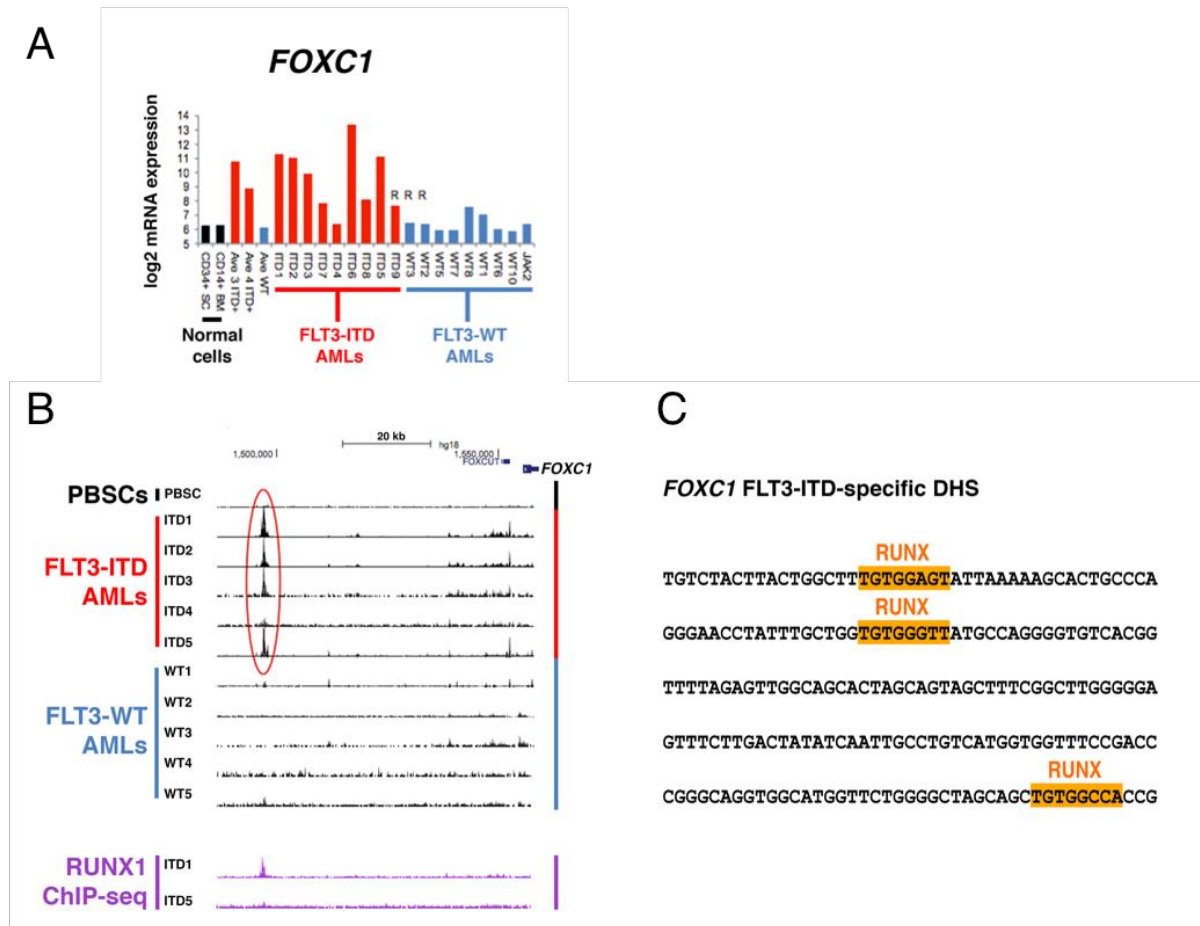 A
FOXC1
log2 mRNA expression
14
13
12
11
10
9
8
7
6
5
R R R
CD34+ SC
CD14+ BM
Ave 3 ITD+
Ave 4 ITD+
Ave WT
ITD1
ITD2
ITD3
ITD7
ITD4
ITD6
ITD8
ITD5
ITD9
WT3
WT2
WT5
WT7
WT8
WT1
WT6
WT10
JAK2
Normal
cells
FLT3-ITD
AMLs
FLT3-WT
AMLs
B
20 kb
hg18
1,500,000
1,550,000
FOXCUT
FOXC1
PBSCs
PBSC
FLT3-ITD
AMLs
ITD1
ITD2
ITD3
ITD4
ITD5
FLT3-WT
AMLs
WT1
WT2
WT3
WT4
WT5
RUNX1
ChIP-seq
ITD1
ITD5
C
FOXC1 FLT3-ITD-specific DHS
RUNX
TGTCTACTTACTGGCTTTGTGGAGTATTAAAAAGCACTGCCCA
RUNX
GGGAACCTATTTGCTGGTGTGGGTTATGCCAGGGGTGTCACGG
TTTTAGAGTTGGCAGCACTAGCAGTAGCTTTCGGCTTGGGGGA
GTTTCTTGACTATATCAATTGCCTGTCATGGTGGTTTCCGACC
RUNX
CGGGCAGGTGGCATGGTTCTGGGGCTAGCAGCTGTGGCCACCG